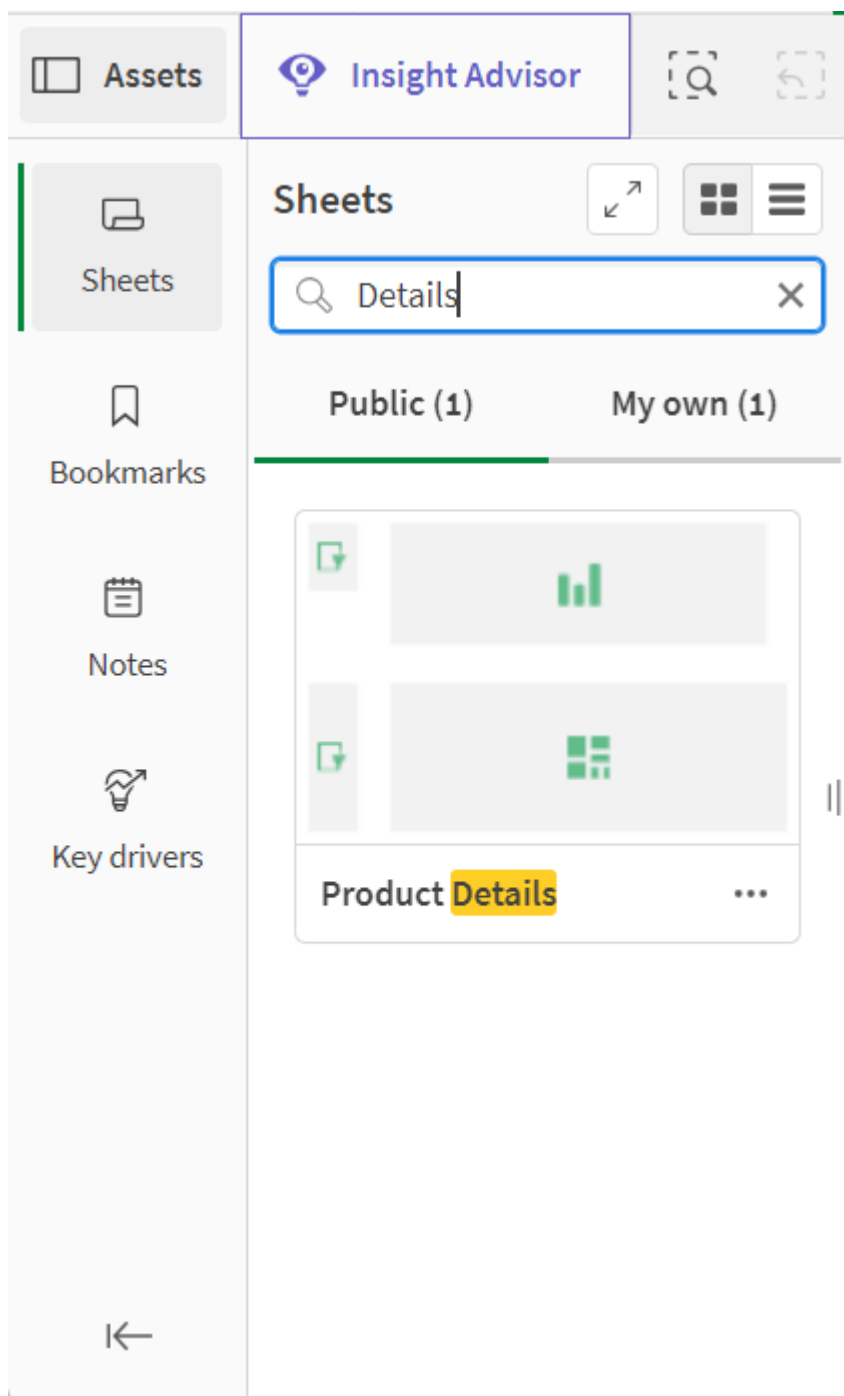 Assets
Insight Advisor
Sheets
Bookmarks
Notes
Key drivers
Sheets
Details
Public (1)
My own (1)
Product Details